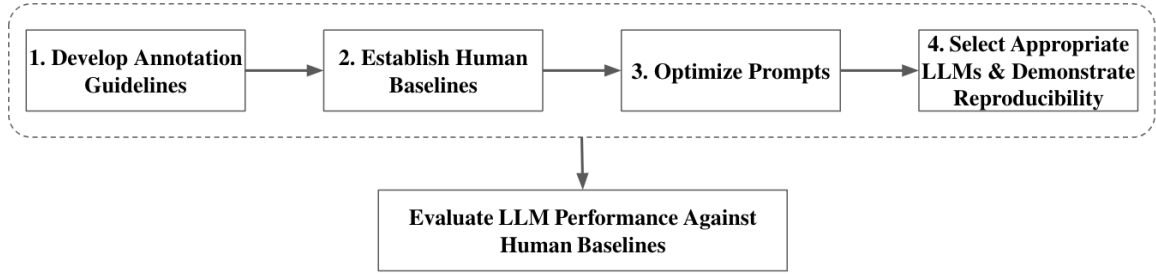 1. Develop Annotation
Guidelines
2. Establish Human
Baselines
3. Optimize Prompts
4. Select Appropriate
LLMs & Demonstrate
Reproducibility
Evaluate LLM Performance Against
Human Baselines